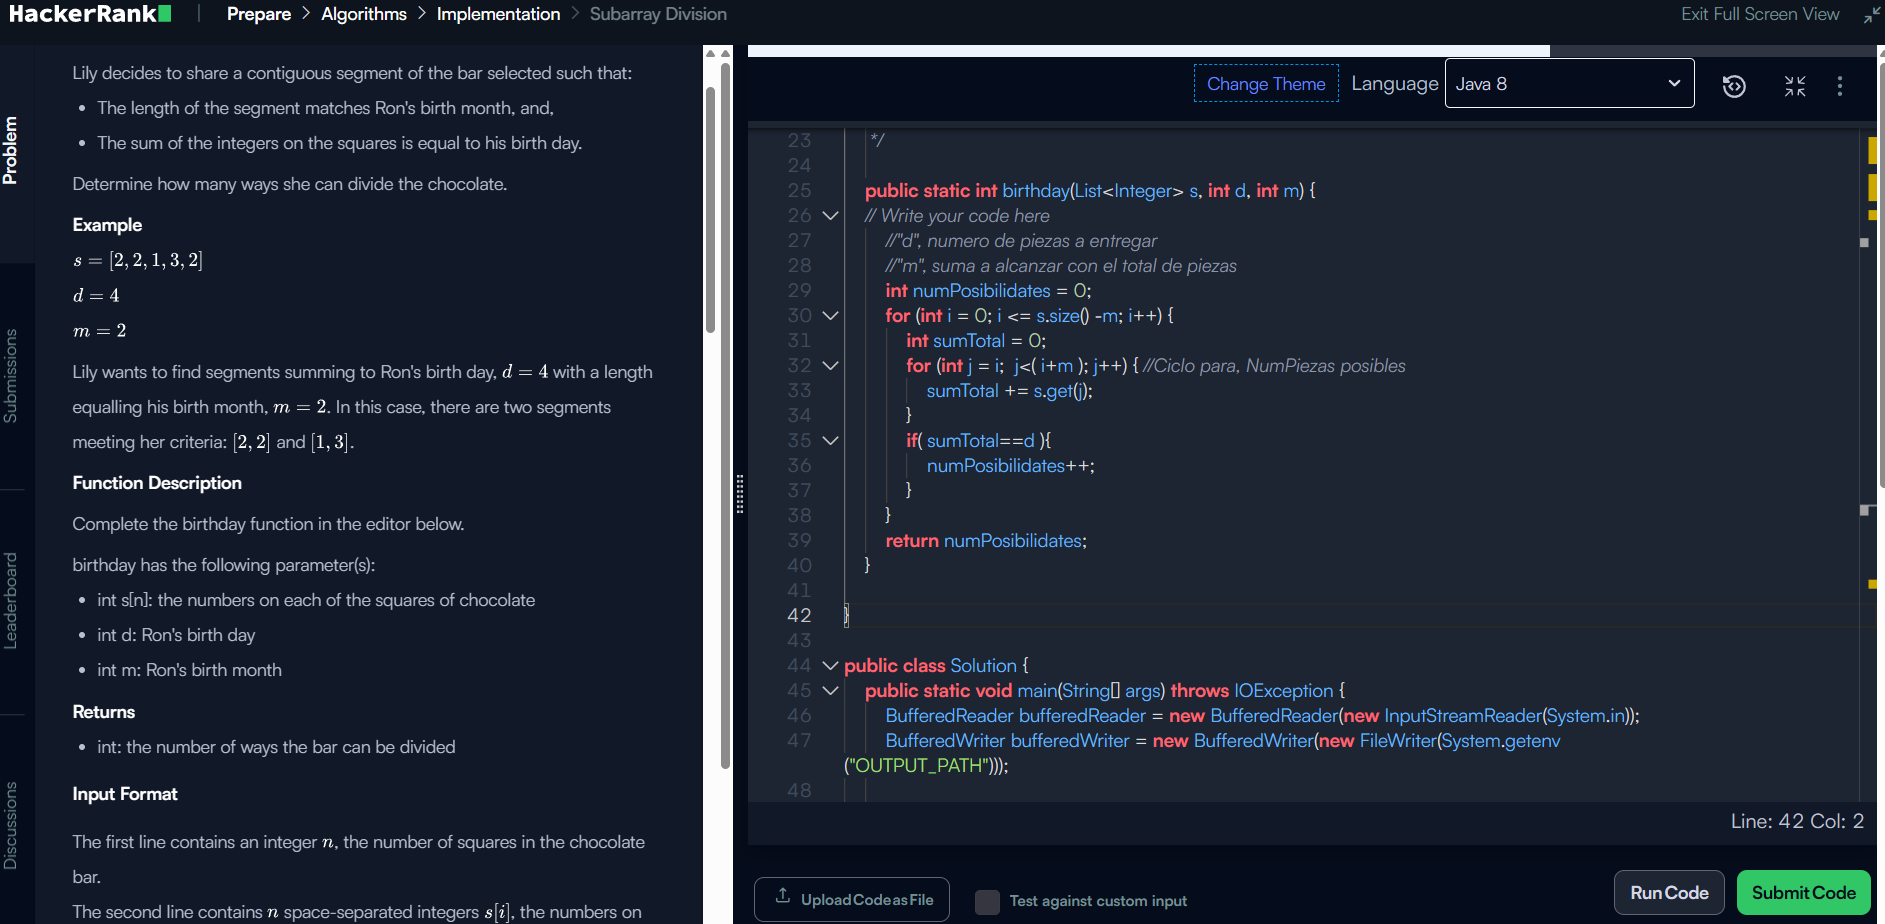 HackerRank
Prepare > Algorithms > Implementation > Subarray Division
Exit Full Screen View
Problem
Submissions
Leaderboard
Discussions
Lily decides to share a contiguous segment of the bar selected such that:
• The length of the segment matches Ron's birth month, and,
• The sum of the integers on the squares is equal to his birth day.
Determine how many ways she can divide the chocolate.
Example
s = [2, 2, 1, 3, 2]
d = 4
m = 2
Lily wants to find segments summing to Ron's birth day, d = 4 with a length
equalling his birth month, m = 2. In this case, there are two segments
meeting her criteria: [2, 2] and [1, 3].
Function Description
Complete the birthday function in the editor below.
birthday has the following parameter(s):
• int s[n]: the numbers on each of the squares of chocolate
• int d: Ron's birth day
• int m: Ron's birth month
Returns
• int: the number of ways the bar can be divided
Input Format
The first line contains an integer n, the number of squares in the chocolate
bar.
The second line contains n space-separated integers s[i], the numbers on
Change Theme Language Java 8
23 */
24
25 public static int birthday(List<Integer> s, int d, int m) {
26 // Write your code here
27 //"d", numero de piezas a entregar
28 //"m", suma a alcanzar con el total de piezas
29 int numPosibilidates = 0;
30 for (int i = 0; i <= s.size() -m; i++) {
31 int sumTotal = 0;
32 for (int j = i; j<( i+m ); j++) { //Ciclo para, NumPiezas posibles
33 sumTotal += s.get(j);
34 }
35 if( sumTotal==d ){
36 numPosibilidates++;
37 }
38 }
39 return numPosibilidates;
40 }
41
42 }
43
44 public class Solution {
45 public static void main(String[] args) throws IOException {
46 BufferedReader bufferedReader = new BufferedReader(new InputStreamReader(System.in));
47 BufferedWriter bufferedWriter = new BufferedWriter(new FileWriter(System.getenv
("OUTPUT_PATH")));
48
Line: 42 Col: 2
Upload Code as File
Test against custom input
Run Code
Submit Code